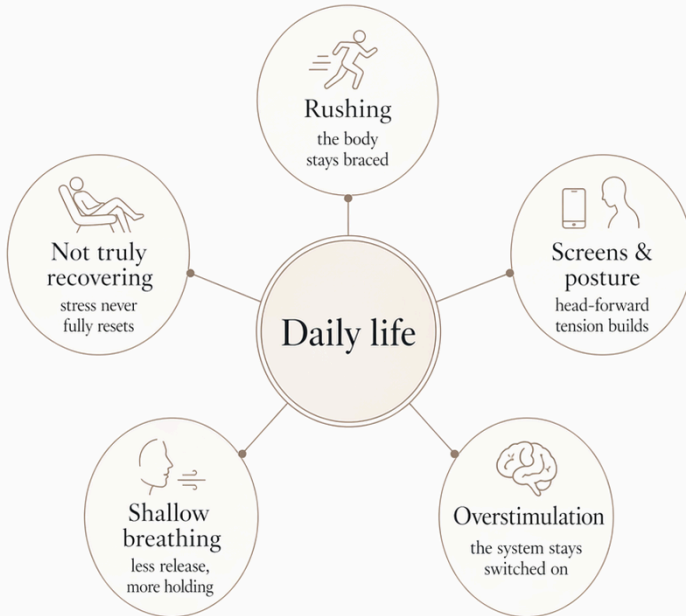 Rushing
the body
stays braced
Not truly
recovering
stress never
fully resets
Screens &
posture
head-forward
tension builds
Daily life
Shallow
breathing
less release,
more holding
Overstimulation
the system stays
switched on